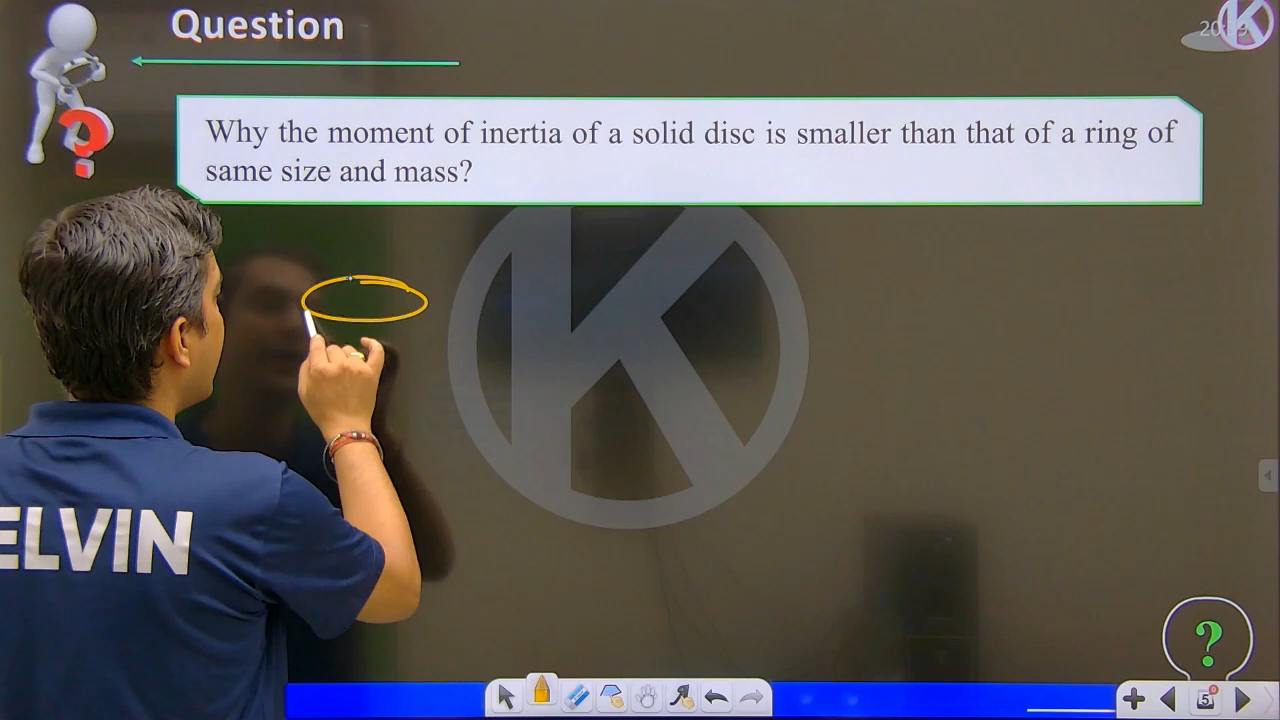 Question
Why the moment of inertia of a solid disc is smaller than that of a ring of
same size and mass?
ELVIN
K
5